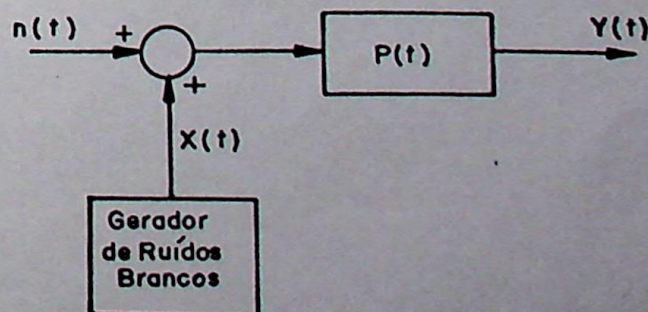 n(t)
+
+
X(t)
P(t)
Y(t)
Gerador
de Ruídos
Brancos